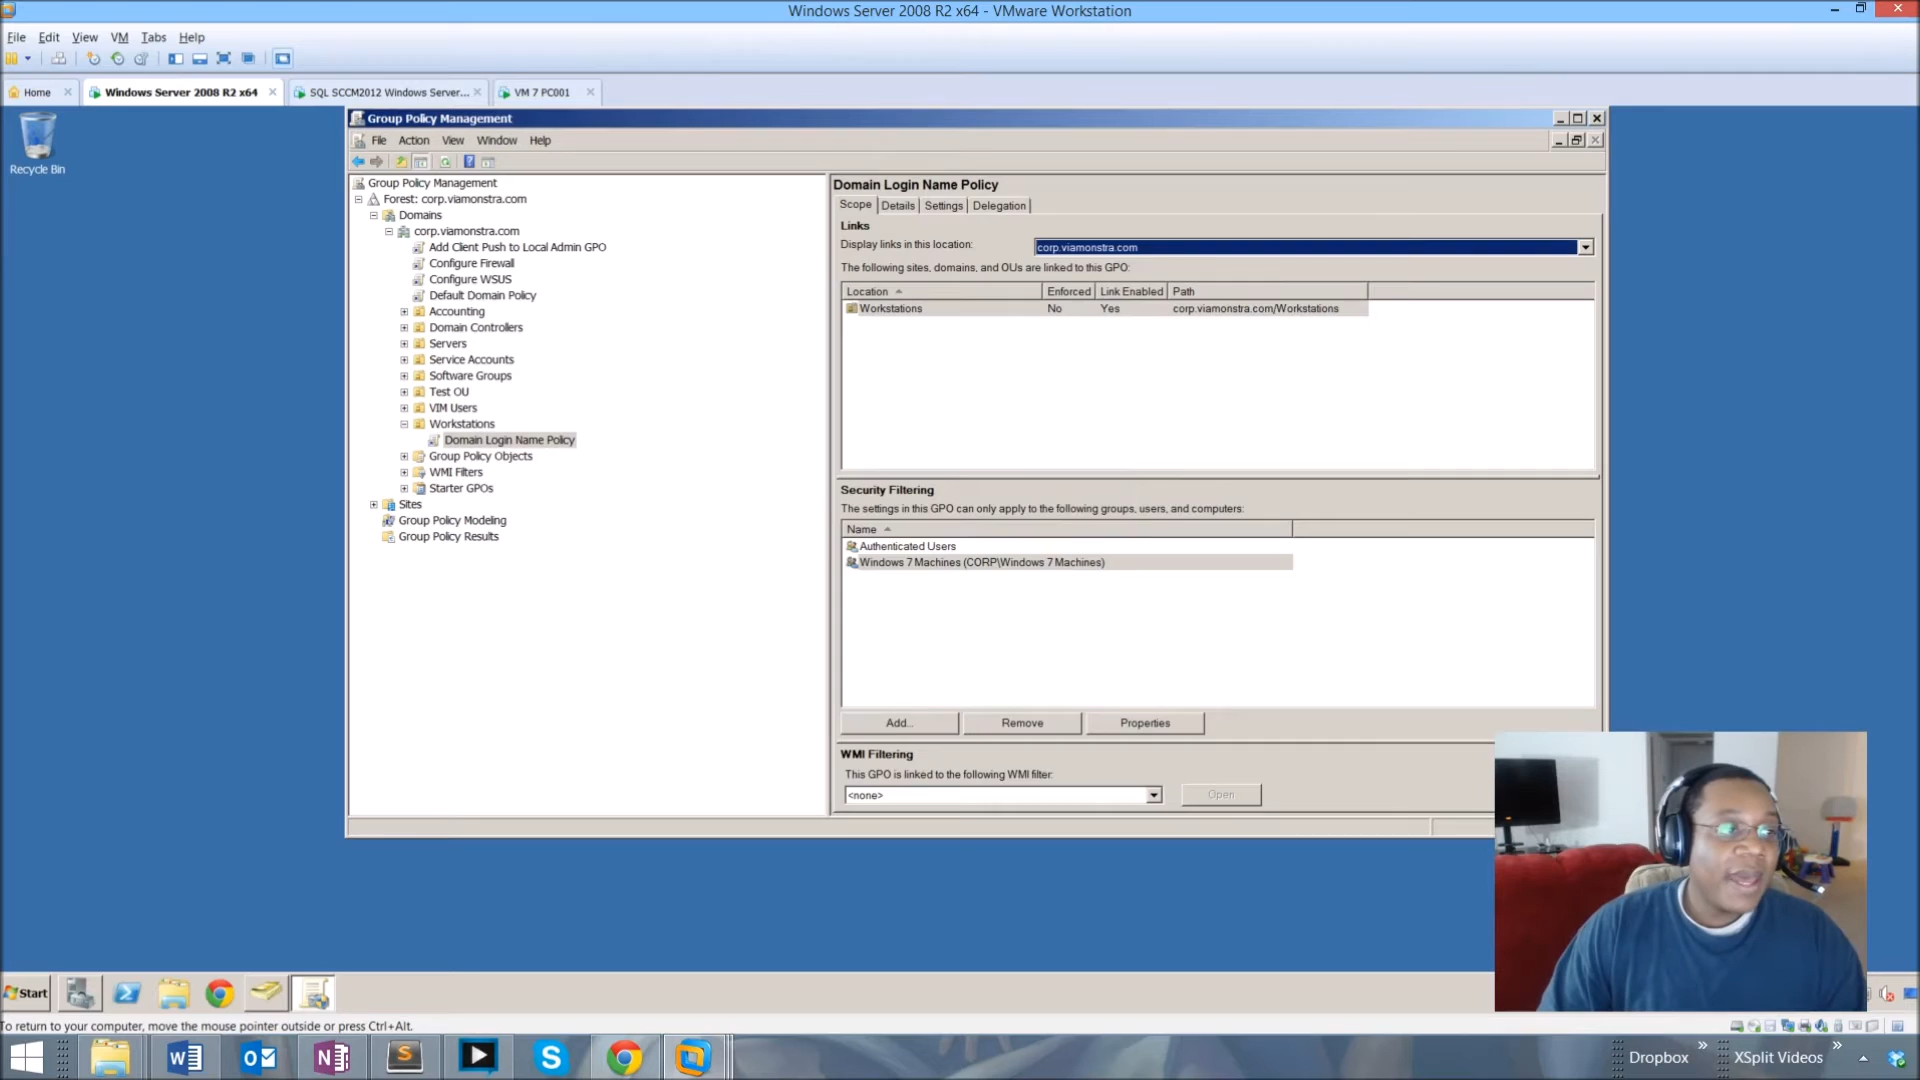 Windows Server 2008 R2 x64 - VMware Workstation
File Edit View VM Tabs Help
Home
Windows Server 2008 R2 x64
SQL SCCM2012 Windows Server...
VM 7 PC001
Recycle Bin
Group Policy Management
File Action View Window Help
Group Policy Management
Forest: corp.viamonstra.com
Domains
corp.viamonstra.com
Add Client Push to Local Admin GPO
Configure Firewall
Configure WSUS
Default Domain Policy
Accounting
Domain Controllers
Servers
Service Accounts
Software Groups
Test OU
VIM Users
Workstations
Domain Login Name Policy
Group Policy Objects
WMI Filters
Starter GPOs
Sites
Group Policy Modeling
Group Policy Results
Domain Login Name Policy
Scope Details Settings Delegation
Links
Display links in this location: corp.viamonstra.com
The following sites, domains, and OUs are linked to this GPO:
Location Enforced Link Enabled Path
Workstations No Yes corp.viamonstra.com/Workstations
Security Filtering
The settings in this GPO can only apply to the following groups, users, and computers:
Name
Authenticated Users
Windows 7 Machines (CORP\Windows 7 Machines)
Add... Remove Properties
WMI Filtering
This GPO is linked to the following WMI filter:
<none> Open
Start
To return to your computer, move the mouse pointer outside or press Ctrl+Alt.
Dropbox » XSplit Videos »